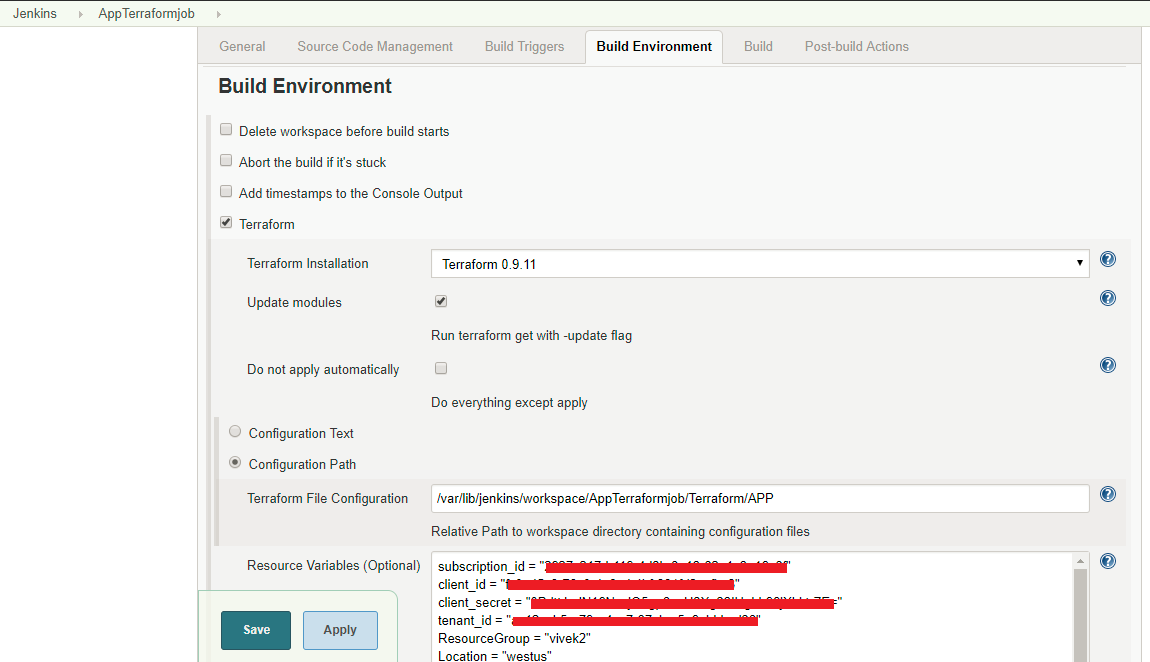 Jenkins AppTerraformjob
General Source Code Management Build Triggers Build Environment Build Post-build Actions
Build Environment
Delete workspace before build starts
Abort the build if it's stuck
Add timestamps to the Console Output
Terraform
Terraform Installation Terraform 0.9.11
Update modules
Run terraform get with -update flag
Do not apply automatically
Do everything except apply
Configuration Text
Configuration Path
Terraform File Configuration /var/lib/jenkins/workspace/AppTerraformjob/Terraform/APP
Relative Path to workspace directory containing configuration files
Resource Variables (Optional) subscription_id = "
client_id = "
client_secret = "
tenant_id = "
ResourceGroup = "vivek2"
Location = "westus"
Save Apply